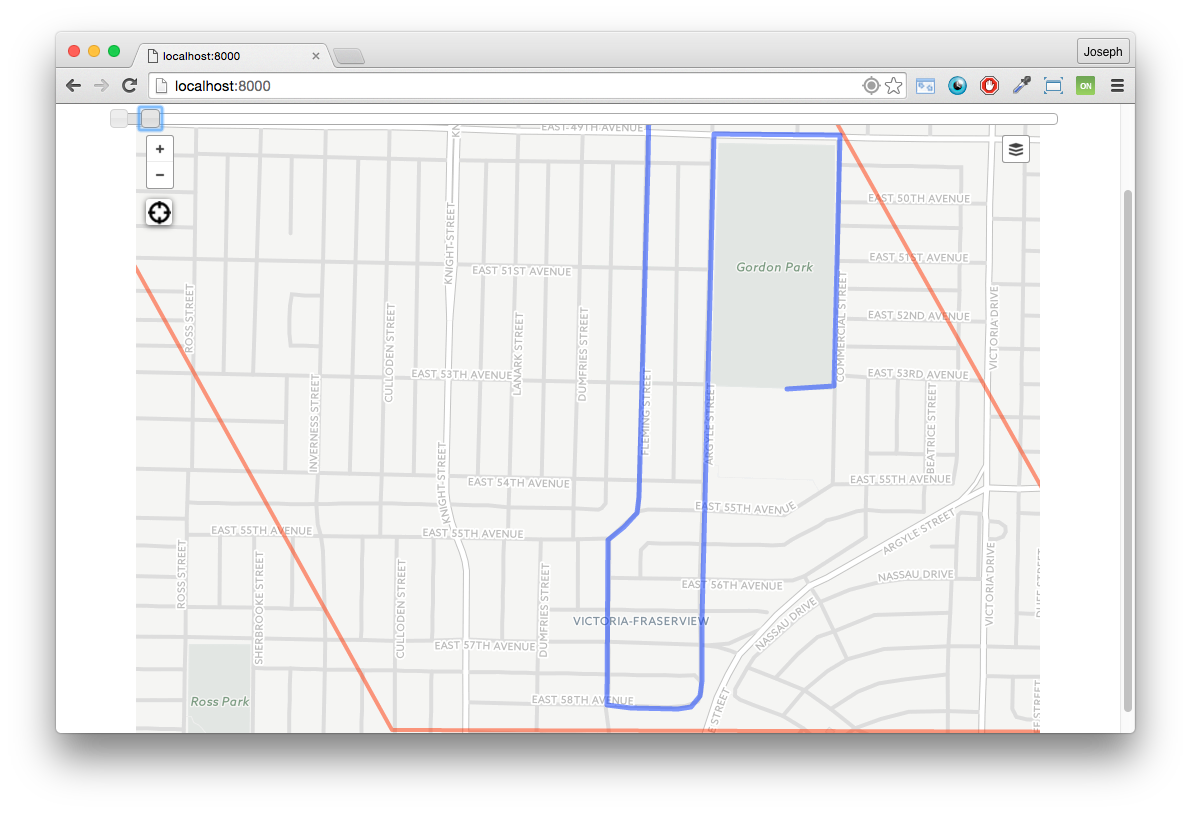 localhost:8000
Joseph
localhost:8000
ON
+
−
EAST 49TH AVENUE
EAST 50TH AVENUE
KNIGHT STREET
EAST 51ST AVENUE
Gordon Park
EAST 51ST AVENUE
ROSS STREET
CULLODEN STREET
LANARK STREET
DUMFRIES STREET
COMMERCIAL STREET
EAST 52ND AVENUE
VICTORIA DRIVE
EAST 53TH AVENUE
EAST 53RD AVENUE
INVERNESS STREET
FLEMING STREET
ARGYLE STREET
BEATRICE STREET
KNIGHT STREET
EAST 54TH AVENUE
EAST 55TH AVENUE
EAST 55TH AVENUE
EAST 55TH AVENUE
EAST 55TH AVENUE
ARGYLE STREET
ROSS STREET
SHERBROOKE STREET
CULLODEN STREET
DUMFRIES STREET
EAST 56TH AVENUE
NASSAU DRIVE
VICTORIA DRIVE
VICTORIA-FRASERVIEW
NASSAU DRIVE
EAST 57TH AVENUE
Ross Park
EAST 58TH AVENUE
E STREET
E STREET